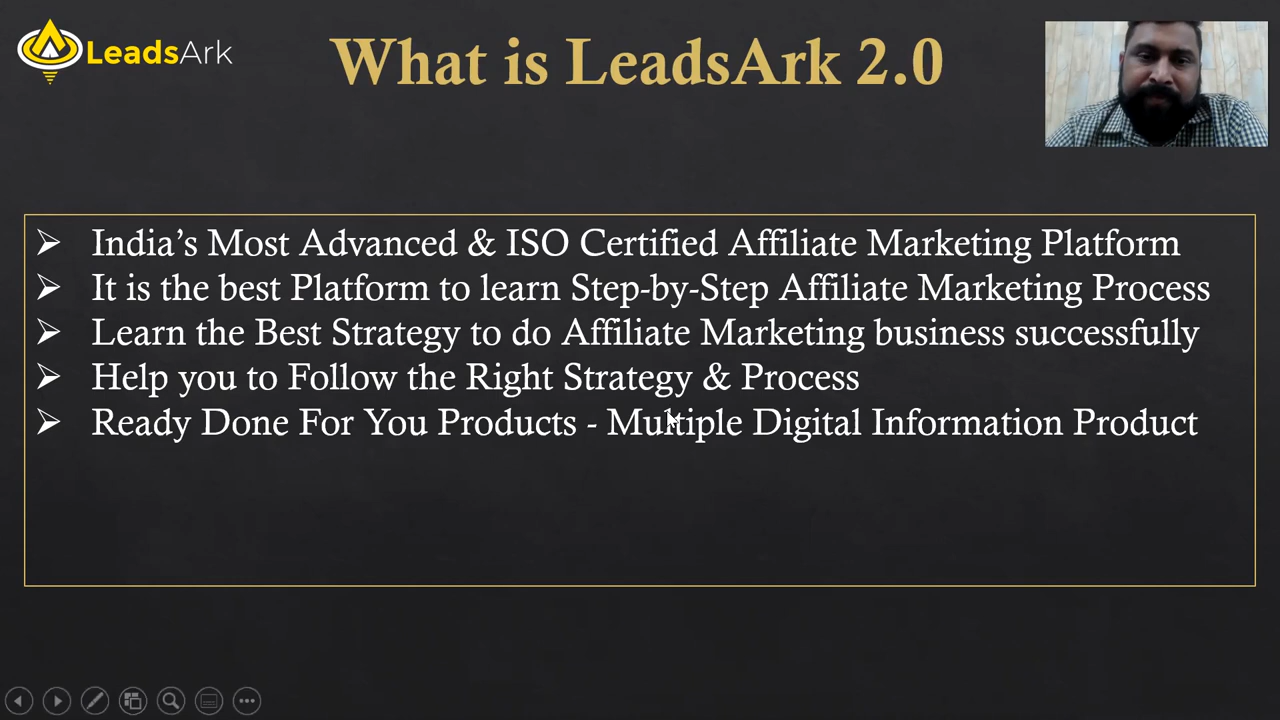 LeadsArk
What is LeadsArk 2.0
➢ India’s Most Advanced & ISO Certified Affiliate Marketing Platform
➢ It is the best Platform to learn Step-by-Step Affiliate Marketing Process
➢ Learn the Best Strategy to do Affiliate Marketing business successfully
➢ Help you to Follow the Right Strategy & Process
➢ Ready Done For You Products - Multiple Digital Information Product